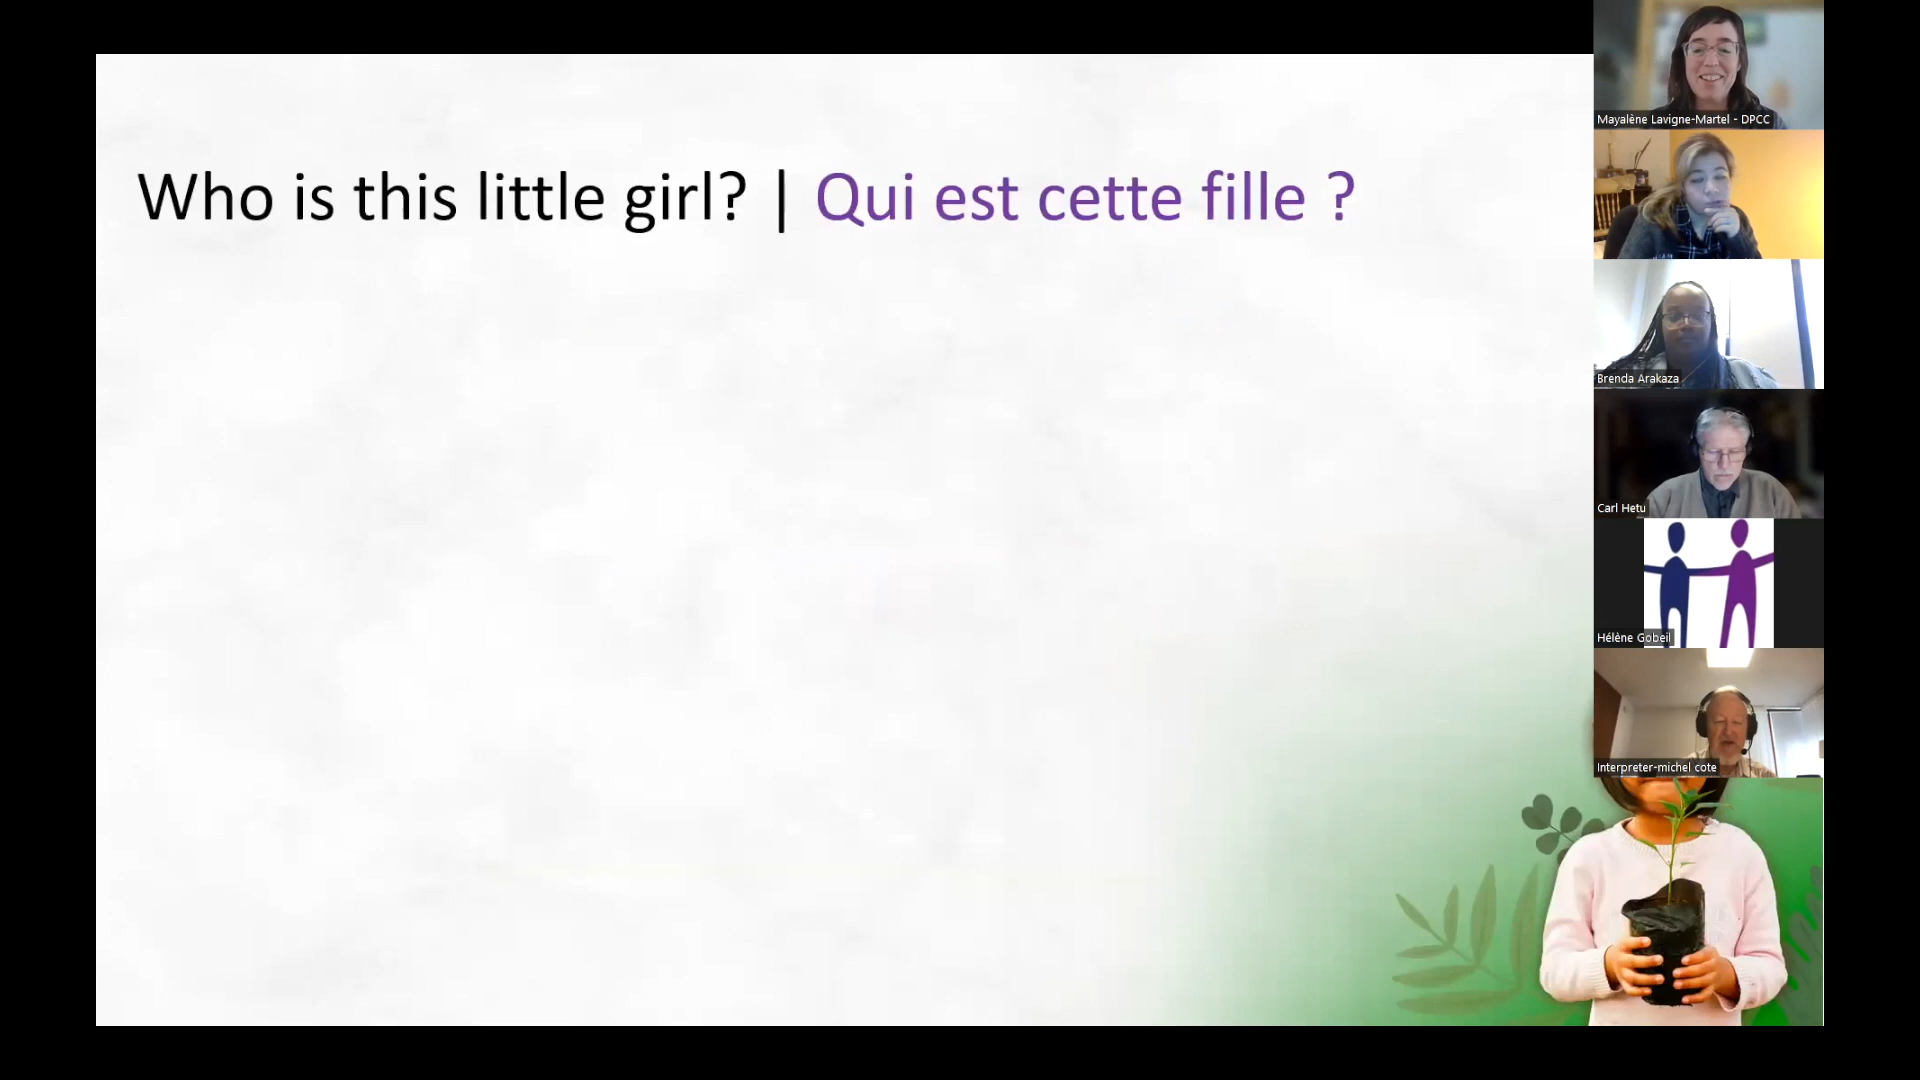 Who is this little girl? | Qui est cette fille ?
Mayalène Lavigne-Martel - DPCC
Brenda Arakaza
Carl Hetu
Hélène Gobeil
Interpreter-michel cote